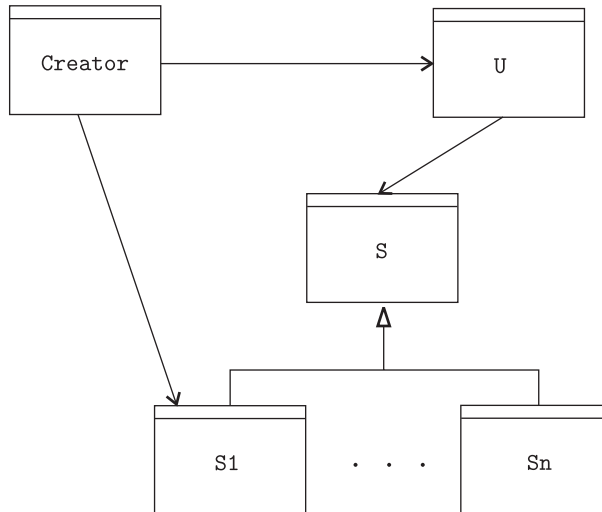 Creator
U
S
S1
. . .
Sn